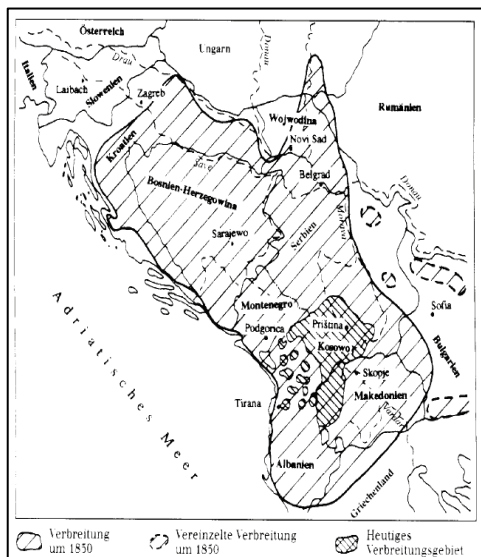 Österreich
Ungarn
Italien
Drau
Donau
Laibach
Slowenien
Zagreb
Rumänien
Wojwodina
Novi Sad
Kroatien
Save
Belgrad
Donau
Bosnien-Herzegowina
Sarajewo
Serbien
Morava
Montenegro
Podgorica
Priština
Kosowo
Sofia
Bulgarien
Skopje
Tirana
Makedonien
Wardar
Adriatisches Meer
Albanien
Griechenland
Verbreitung
um 1850
Vereinzelte Verbreitung
um 1850
Heutiges
Verbreitungsgebiet